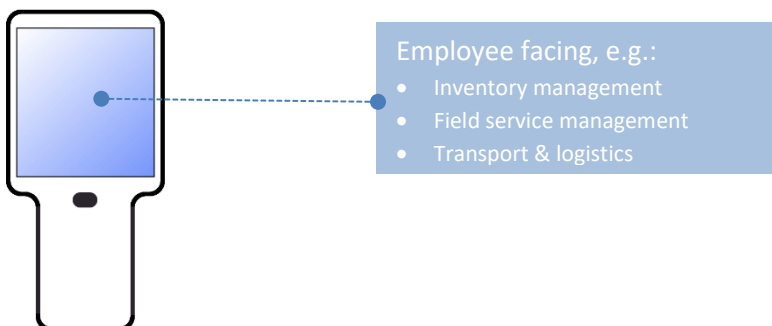 Employee facing, e.g.:
• Inventory management
• Field service management
• Transport & logistics